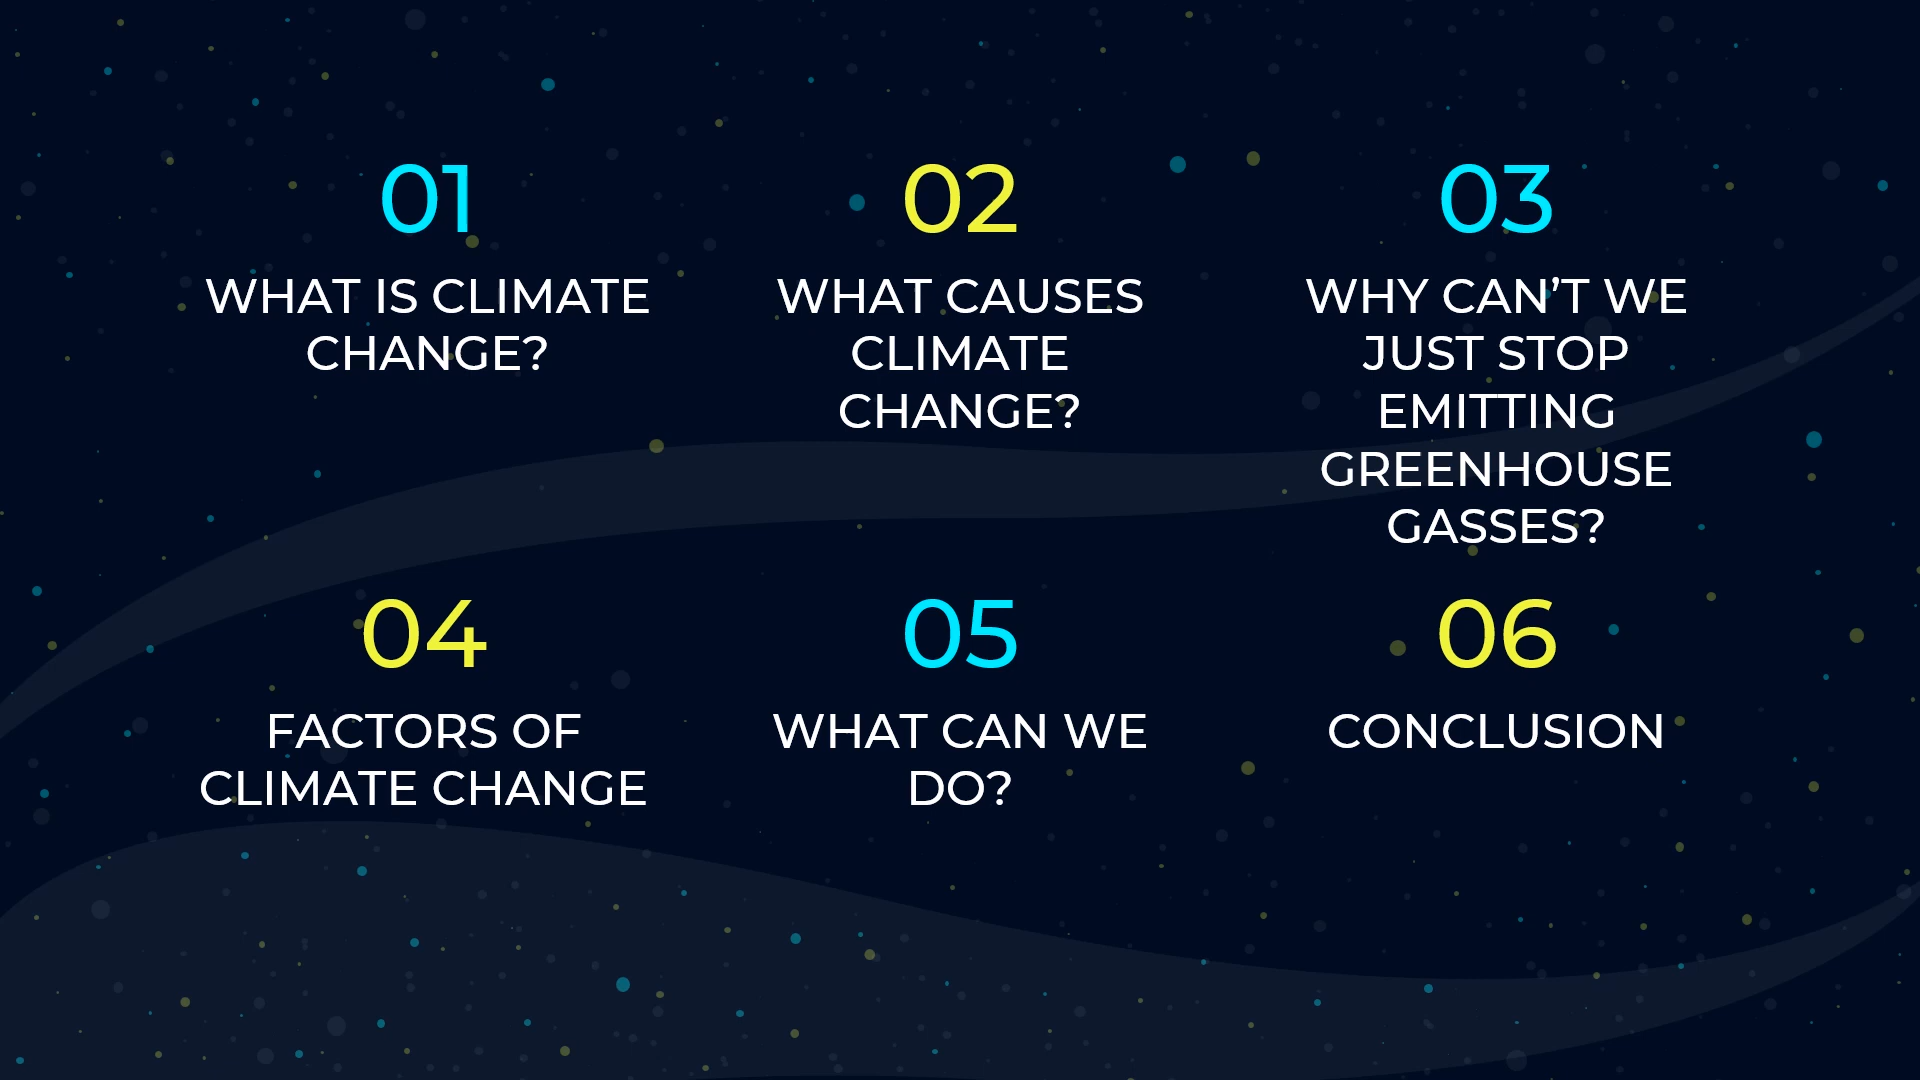 01
WHAT IS CLIMATE
CHANGE?
02
WHAT CAUSES
CLIMATE
CHANGE?
03
WHY CAN’T WE
JUST STOP
EMITTING
GREENHOUSE
GASSES?
04
FACTORS OF
CLIMATE CHANGE
05
WHAT CAN WE
DO?
06
CONCLUSION